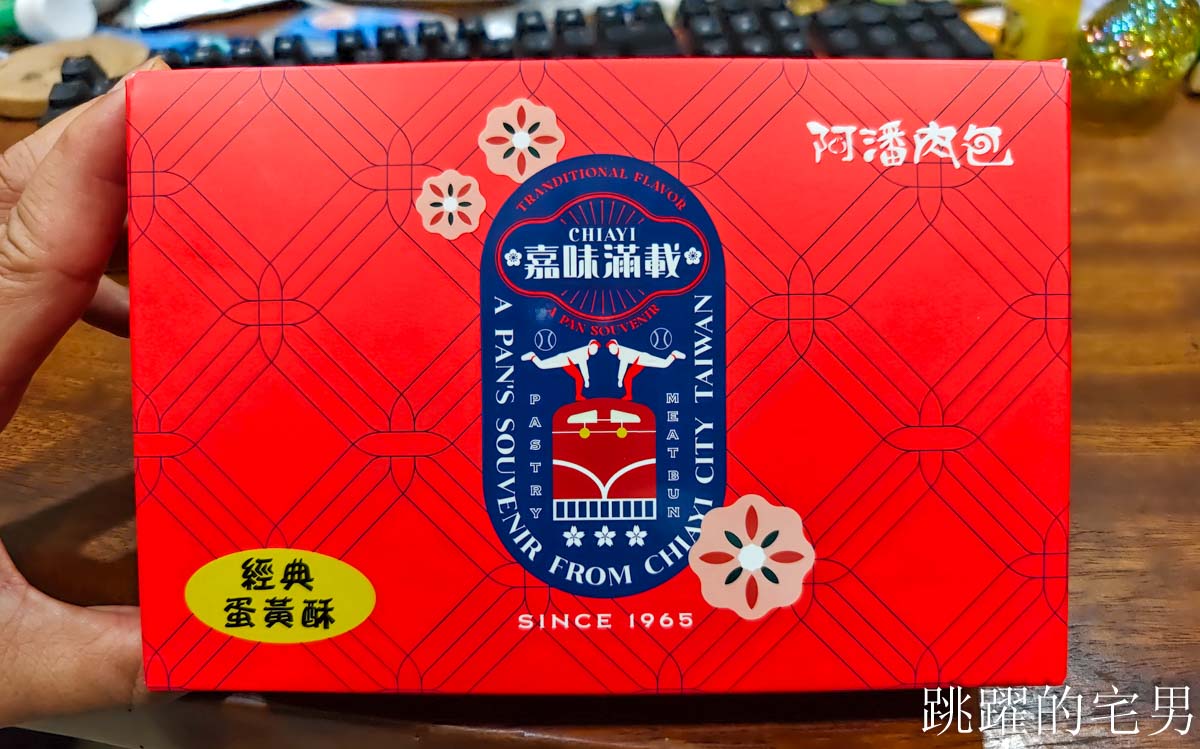 阿潘肉包
TRANDITIONAL FLAVOR
CHIAYI
嘉味滿載
A PAN SOUVENIR
A PAN'S SOUVENIR FROM CHIAYI CITY TAIWAN
PASTRY
MEAT BUN
經典
蛋黃酥
SINCE 1965
跳躍的宅男